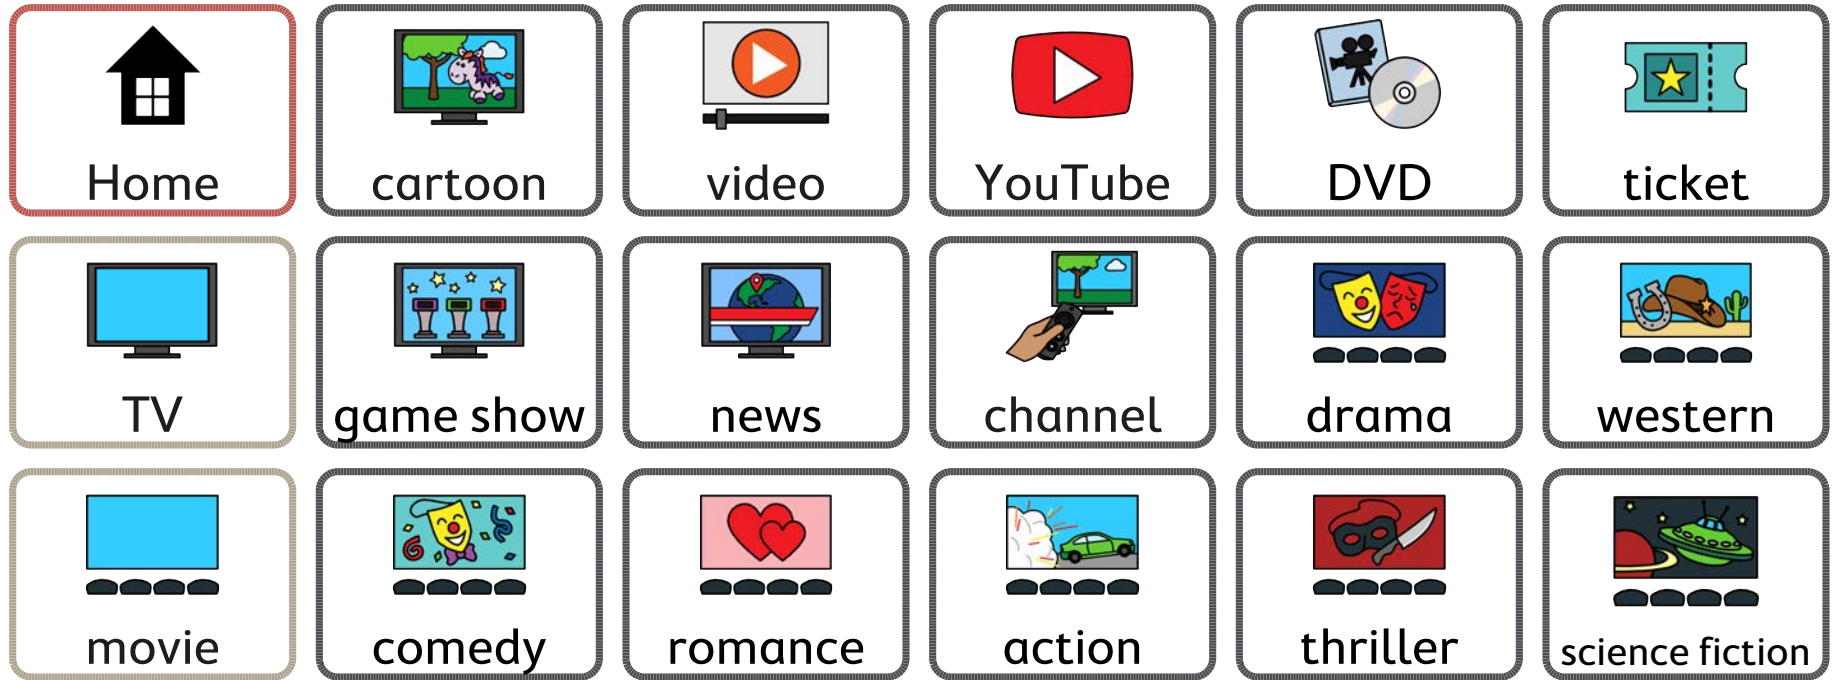 Home
cartoon
video
YouTube
DVD
ticket
TV
game show
news
channel
drama
western
movie
comedy
romance
action
thriller
science fiction